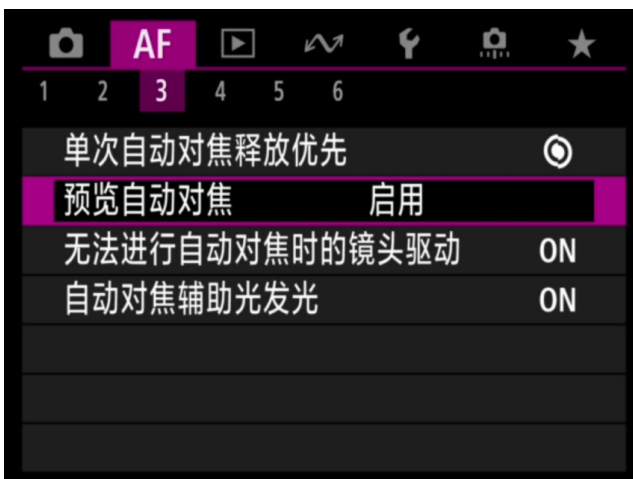 AF
1 2 3 4 5 6
单次自动对焦释放优先
预览自动对焦 启用
无法进行自动对焦时的镜头驱动 ON
自动对焦辅助光发光 ON